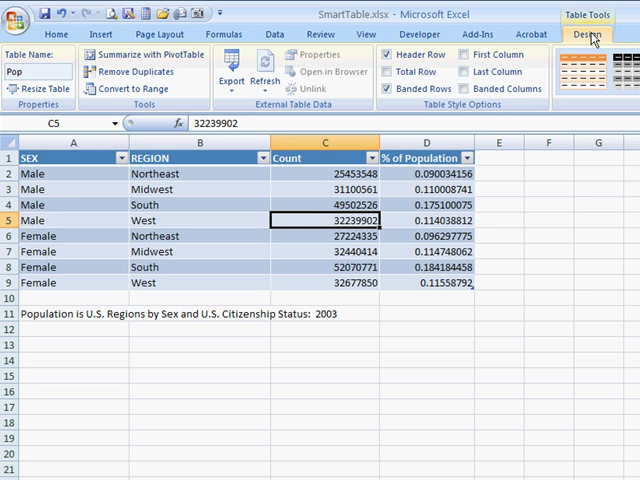 SmartTable.xlsx - Microsoft Excel
Table Tools
Home Insert Page Layout Formulas Data Review View Developer Add-Ins Acrobat Design
Table Name:
Pop
Resize Table
Properties
Summarize with PivotTable
Remove Duplicates
Convert to Range
Tools
Export Refresh
Properties
Open in Browser
Unlink
External Table Data
Header Row First Column
Total Row Last Column
Banded Rows Banded Columns
Table Style Options
C5 fx 32239902
A B C D E F G
1 SEX REGION Count % of Population
2 Male Northeast 25453548 0.090034156
3 Male Midwest 31100561 0.110008741
4 Male South 49502526 0.175100075
5 Male West 32239902 0.114038812
6 Female Northeast 27224335 0.096297775
7 Female Midwest 32440414 0.114748062
8 Female South 52070771 0.184184458
9 Female West 32677850 0.11558792
10
11 Population is U.S. Regions by Sex and U.S. Citizenship Status: 2003
12
13
14
15
16
17
18
19
20
21